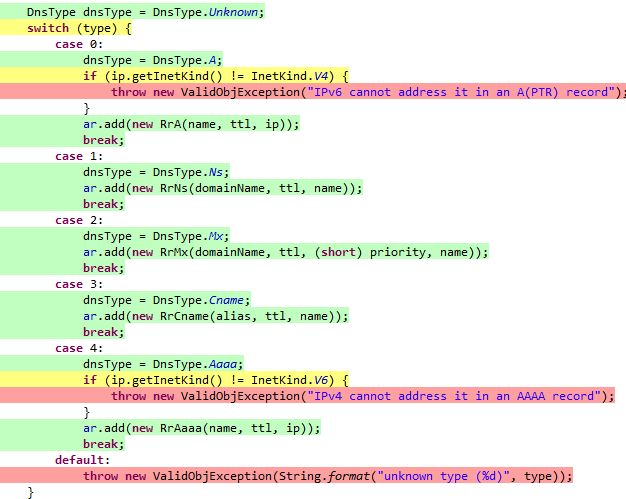 DnsType dnsType = DnsType.Unknown;
switch (type) {
case 0:
dnsType = DnsType.A;
if (ip.getInetKind() != InetKind.V4) {
throw new ValidObjException("IPv6 cannot address it in an A(PTR) record");
}
ar.add(new RrA(name, ttl, ip));
break;
case 1:
dnsType = DnsType.Ns;
ar.add(new RrNs(domainName, ttl, name));
break;
case 2:
dnsType = DnsType.Mx;
ar.add(new RrMx(domainName, ttl, (short) priority, name));
break;
case 3:
dnsType = DnsType.Cname;
ar.add(new RrCname(alias, ttl, name));
break;
case 4:
dnsType = DnsType.Aaaa;
if (ip.getInetKind() != InetKind.V6) {
throw new ValidObjException("IPv4 cannot address it in an AAAA record");
}
ar.add(new RrAaaa(name, ttl, ip));
break;
default:
throw new ValidObjException(String.format("unknown type (%d)", type));
}